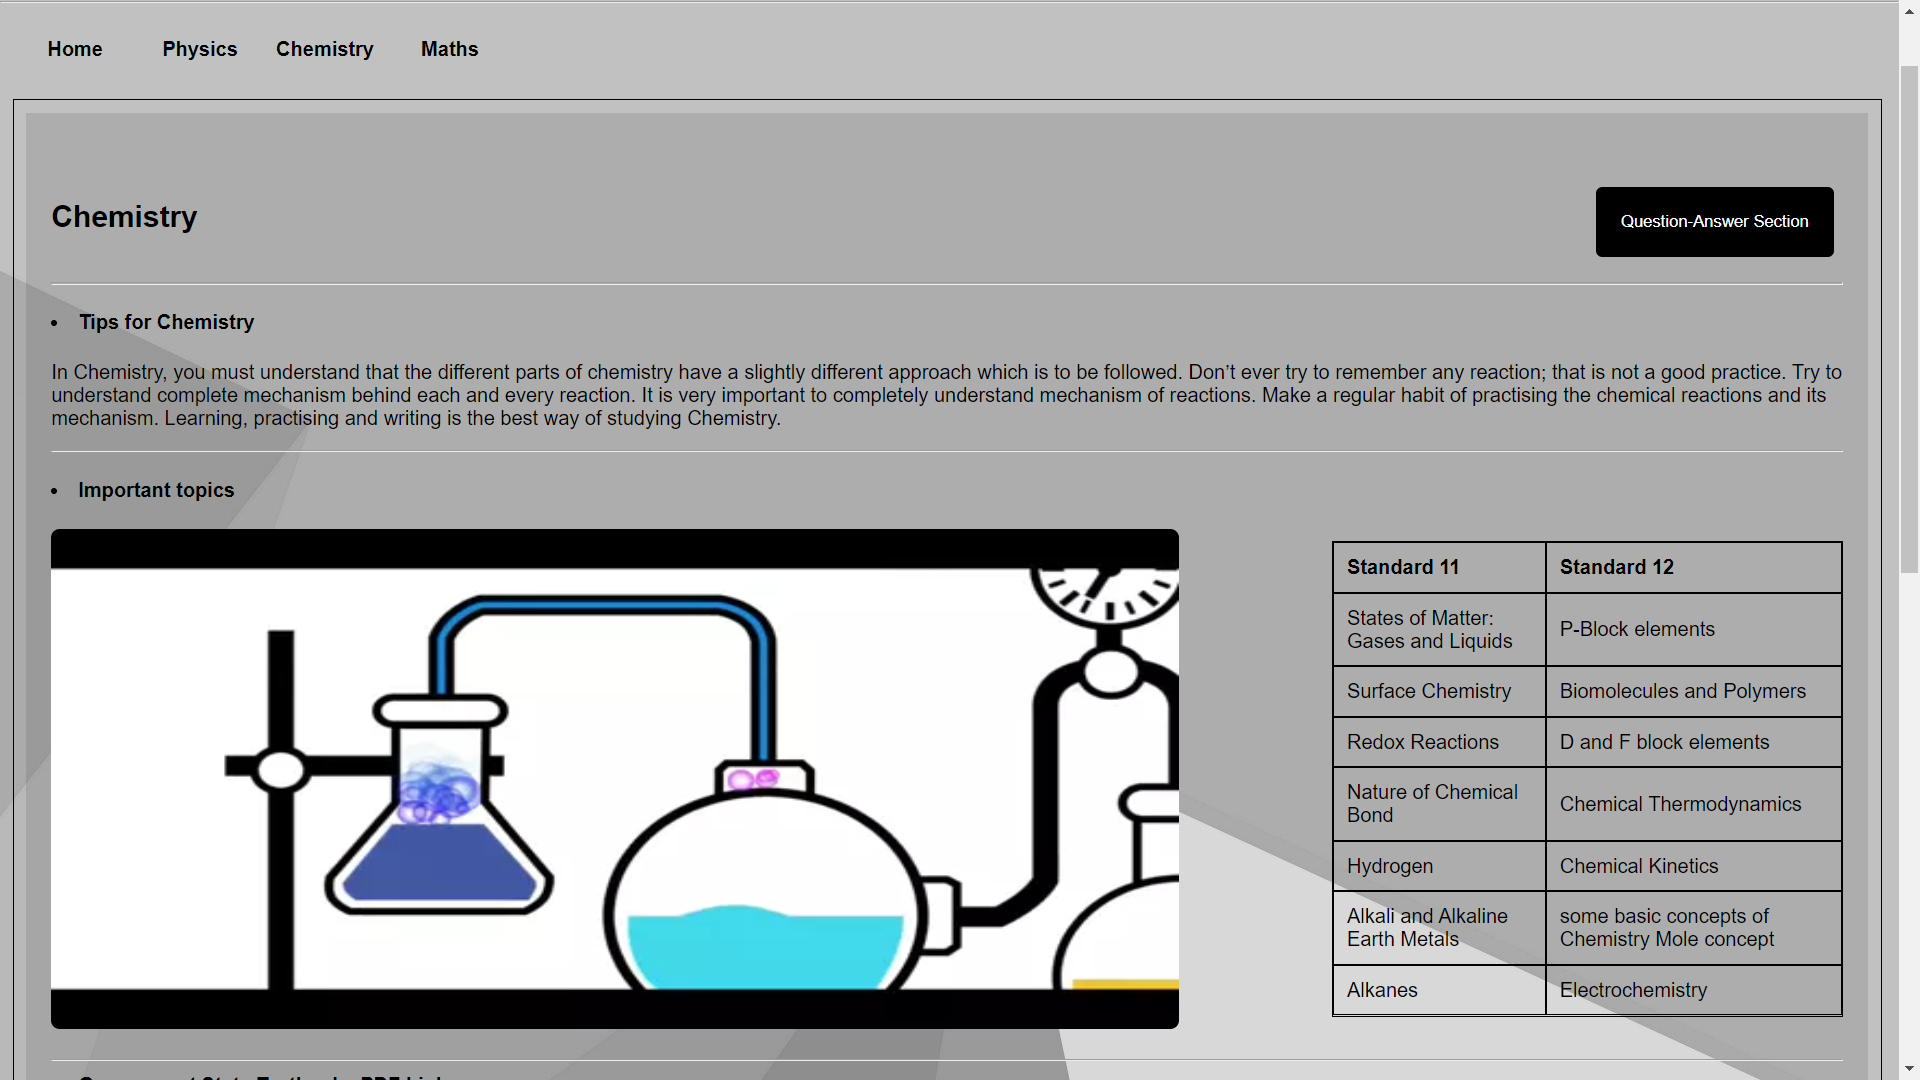 Home Physics Chemistry Maths
Chemistry
Question-Answer Section
• Tips for Chemistry
In Chemistry, you must understand that the different parts of chemistry have a slightly different approach which is to be followed. Don’t ever try to remember any reaction; that is not a good practice. Try to
understand complete mechanism behind each and every reaction. It is very important to completely understand mechanism of reactions. Make a regular habit of practising the chemical reactions and its
mechanism. Learning, practising and writing is the best way of studying Chemistry.
• Important topics
Standard 11 Standard 12
States of Matter:
Gases and Liquids
P-Block elements
Surface Chemistry Biomolecules and Polymers
Redox Reactions D and F block elements
Nature of Chemical
Bond
Chemical Thermodynamics
Hydrogen Chemical Kinetics
Alkali and Alkaline
Earth Metals
some basic concepts of
Chemistry Mole concept
Alkanes Electrochemistry